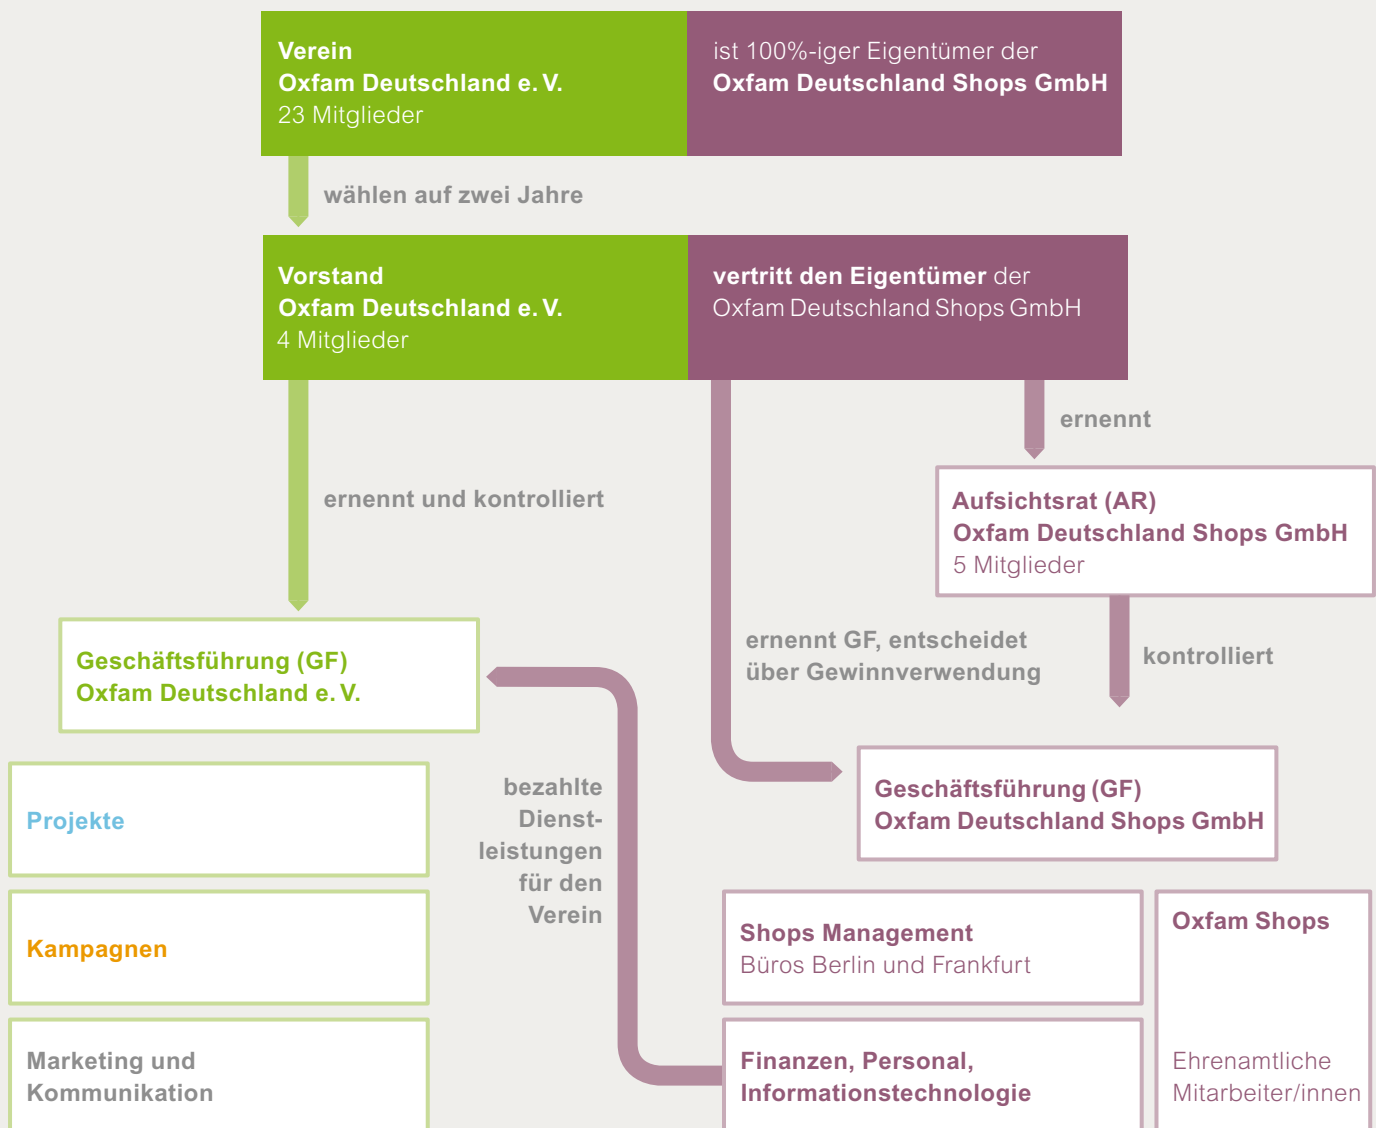 Verein
Oxfam Deutschland e. V.
23 Mitglieder
ist 100%-iger Eigentümer der
Oxfam Deutschland Shops GmbH
wählen auf zwei Jahre
Vorstand
Oxfam Deutschland e. V.
4 Mitglieder
vertritt den Eigentümer der
Oxfam Deutschland Shops GmbH
ernennt
ernennt und kontrolliert
Aufsichtsrat (AR)
Oxfam Deutschland Shops GmbH
5 Mitglieder
ernennt GF, entscheidet
über Gewinnverwendung
kontrolliert
Geschäftsführung (GF)
Oxfam Deutschland e. V.
Geschäftsführung (GF)
Oxfam Deutschland Shops GmbH
bezahlte
Dienst-
leistungen
für den
Verein
Projekte
Kampagnen
Marketing und
Kommunikation
Shops Management
Büros Berlin und Frankfurt
Finanzen, Personal,
Informationstechnologie
Oxfam Shops
Ehrenamtliche
Mitarbeiter/innen